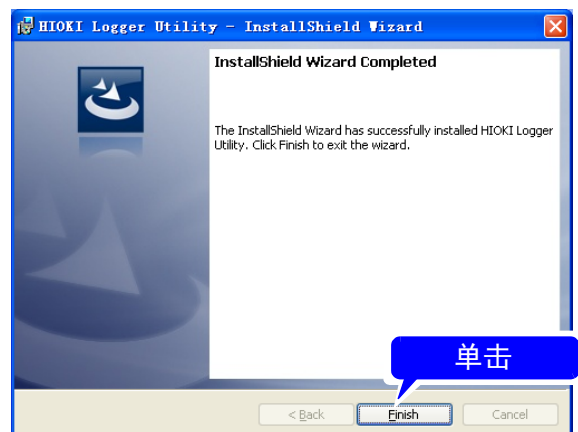 HIOKI Logger Utility - InstallShield Wizard
InstallShield Wizard Completed
The InstallShield Wizard has successfully installed HIOKI Logger
Utility. Click Finish to exit the wizard.
单击
< Back Finish Cancel